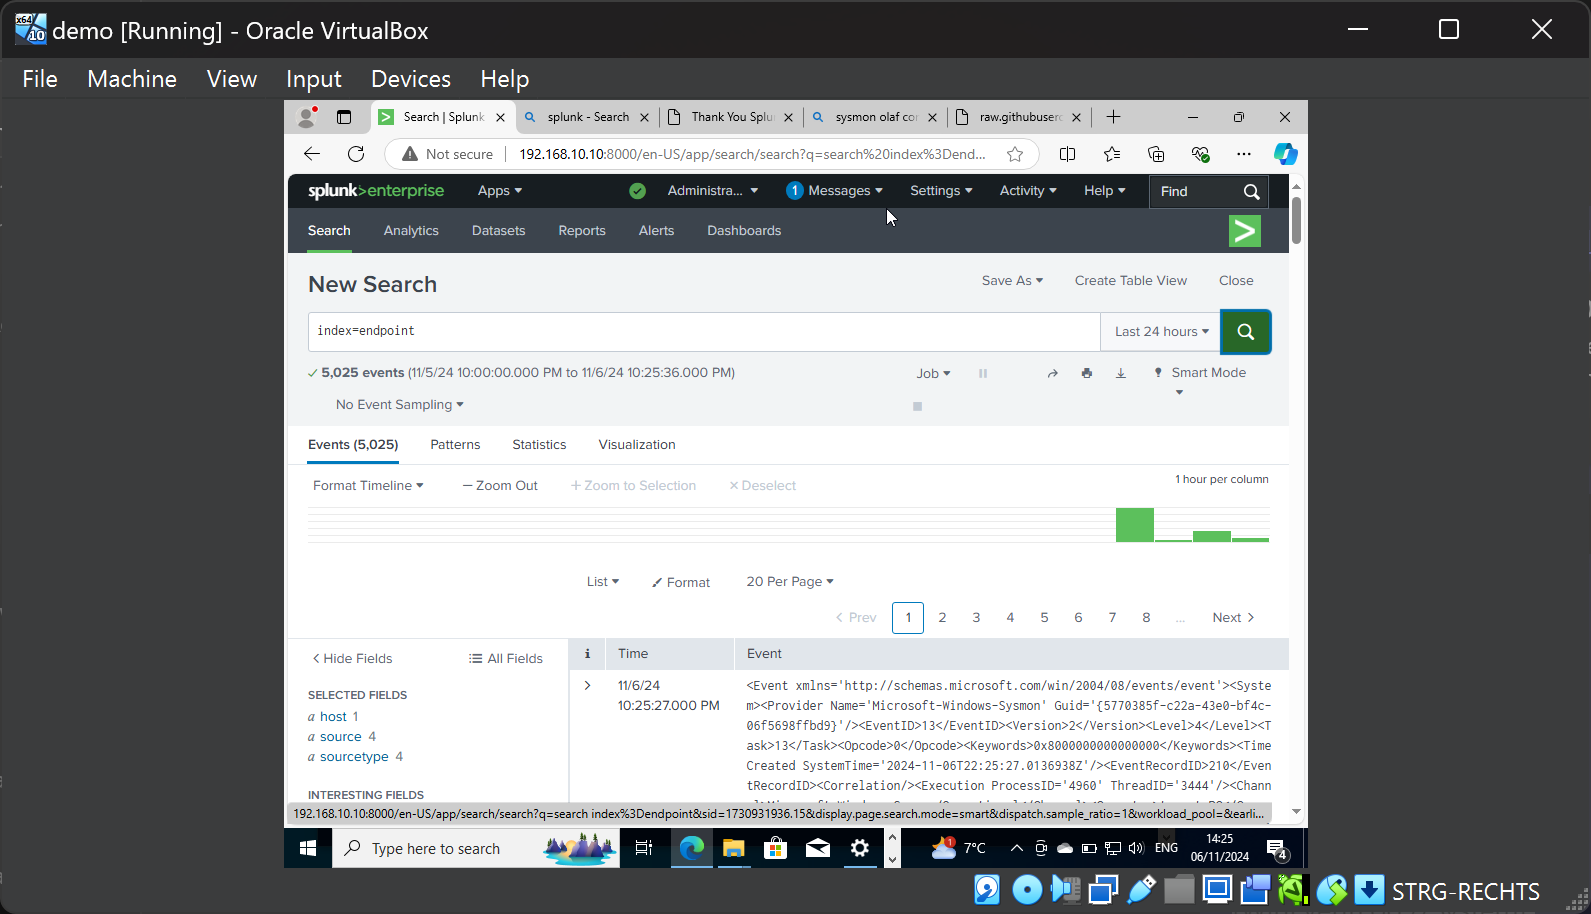 demo [Running] - Oracle VirtualBox
File Machine View Input Devices Help
Search | Splunk
splunk - Search
Thank You Splu
sysmon olaf cor
raw.githubuserc
Not secure
192.168.10.10:8000/en-US/app/search/search?q=search%20index%3Dend...
splunk>enterprise Apps Administra... 1 Messages Settings Activity Help Find
Search Analytics Datasets Reports Alerts Dashboards
New Search
Save As Create Table View Close
index=endpoint
Last 24 hours
5,025 events (11/5/24 10:00:00.000 PM to 11/6/24 10:25:36.000 PM)
Job
Smart Mode
No Event Sampling
Events (5,025) Patterns Statistics Visualization
Format Timeline — Zoom Out + Zoom to Selection × Deselect
1 hour per column
List Format 20 Per Page
< Prev 1 2 3 4 5 6 7 8 ... Next >
< Hide Fields All Fields
i Time Event
SELECTED FIELDS
a host 1
a source 4
a sourcetype 4
INTERESTING FIELDS
11/6/24
10:25:27.000 PM
<Event xmlns='http://schemas.microsoft.com/win/2004/08/events/event'><Syste
m><Provider Name='Microsoft-Windows-Sysmon' Guid='{5770385f-c22a-43e0-bf4c-
06f5698ffbd9}'/><EventID>13</EventID><Version>2</Version><Level>4</Level><T
ask>13</Task><Opcode>0</Opcode><Keywords>0x8000000000000000</Keywords><Time
Created SystemTime='2024-11-06T22:25:27.0136938Z'/><EventRecordID>210</Even
tRecordID><Correlation/><Execution ProcessID='4960' ThreadID='3444'/><Chann
192.168.10.10:8000/en-US/app/search/search?q=search index%3Dendpoint&sid=1730931936.15&display.page.search.mode=smart&dispatch.sample_ratio=1&workload_pool=&earli...
Type here to search
1
7°C
ENG
14:25
06/11/2024
4
STRG-RECHTS